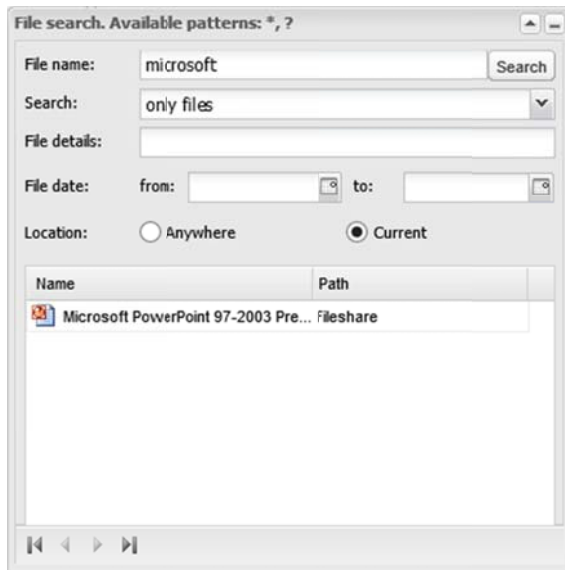 File search. Available patterns: *, ?
File name: microsoft Search
Search: only files
File details:
File date: from: to:
Location: Anywhere Current
Name Path
Microsoft PowerPoint 97-2003 Pre... Fileshare